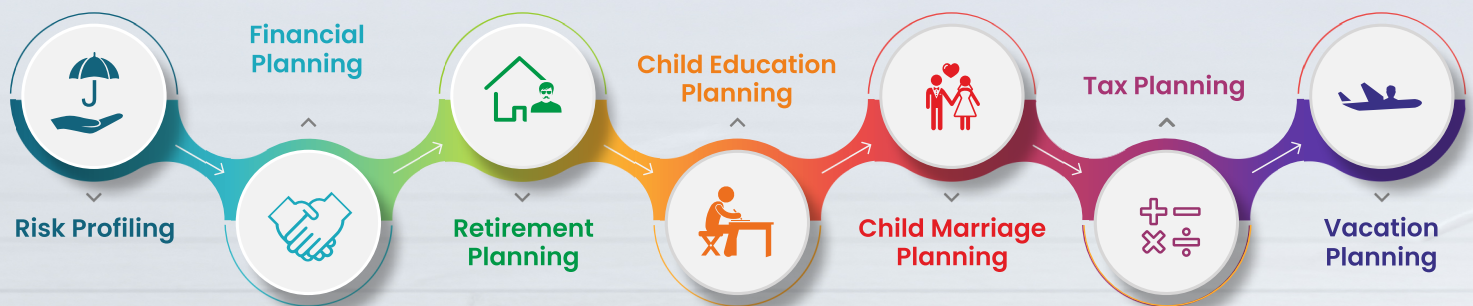 Risk Profiling
Financial
Planning
Retirement
Planning
Child Education
Planning
Child Marriage
Planning
Tax Planning
Vacation
Planning